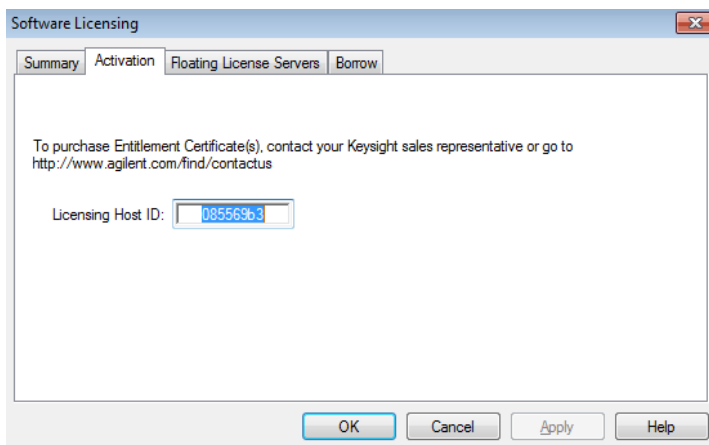 Software Licensing
Summary Activation Floating License Servers Borrow
To purchase Entitlement Certificate(s), contact your Keysight sales representative or go to
http://www.agilent.com/find/contactus
Licensing Host ID: 085569b3
OK Cancel Apply Help